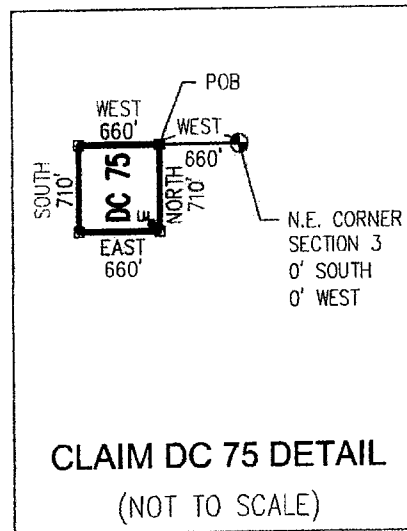 POB
WEST
660'
WEST
660'
SOUTH
710'
DC 75
NORTH
710'
EAST
660'
N.E. CORNER
SECTION 3
0' SOUTH
0' WEST
CLAIM DC 75 DETAIL
(NOT TO SCALE)